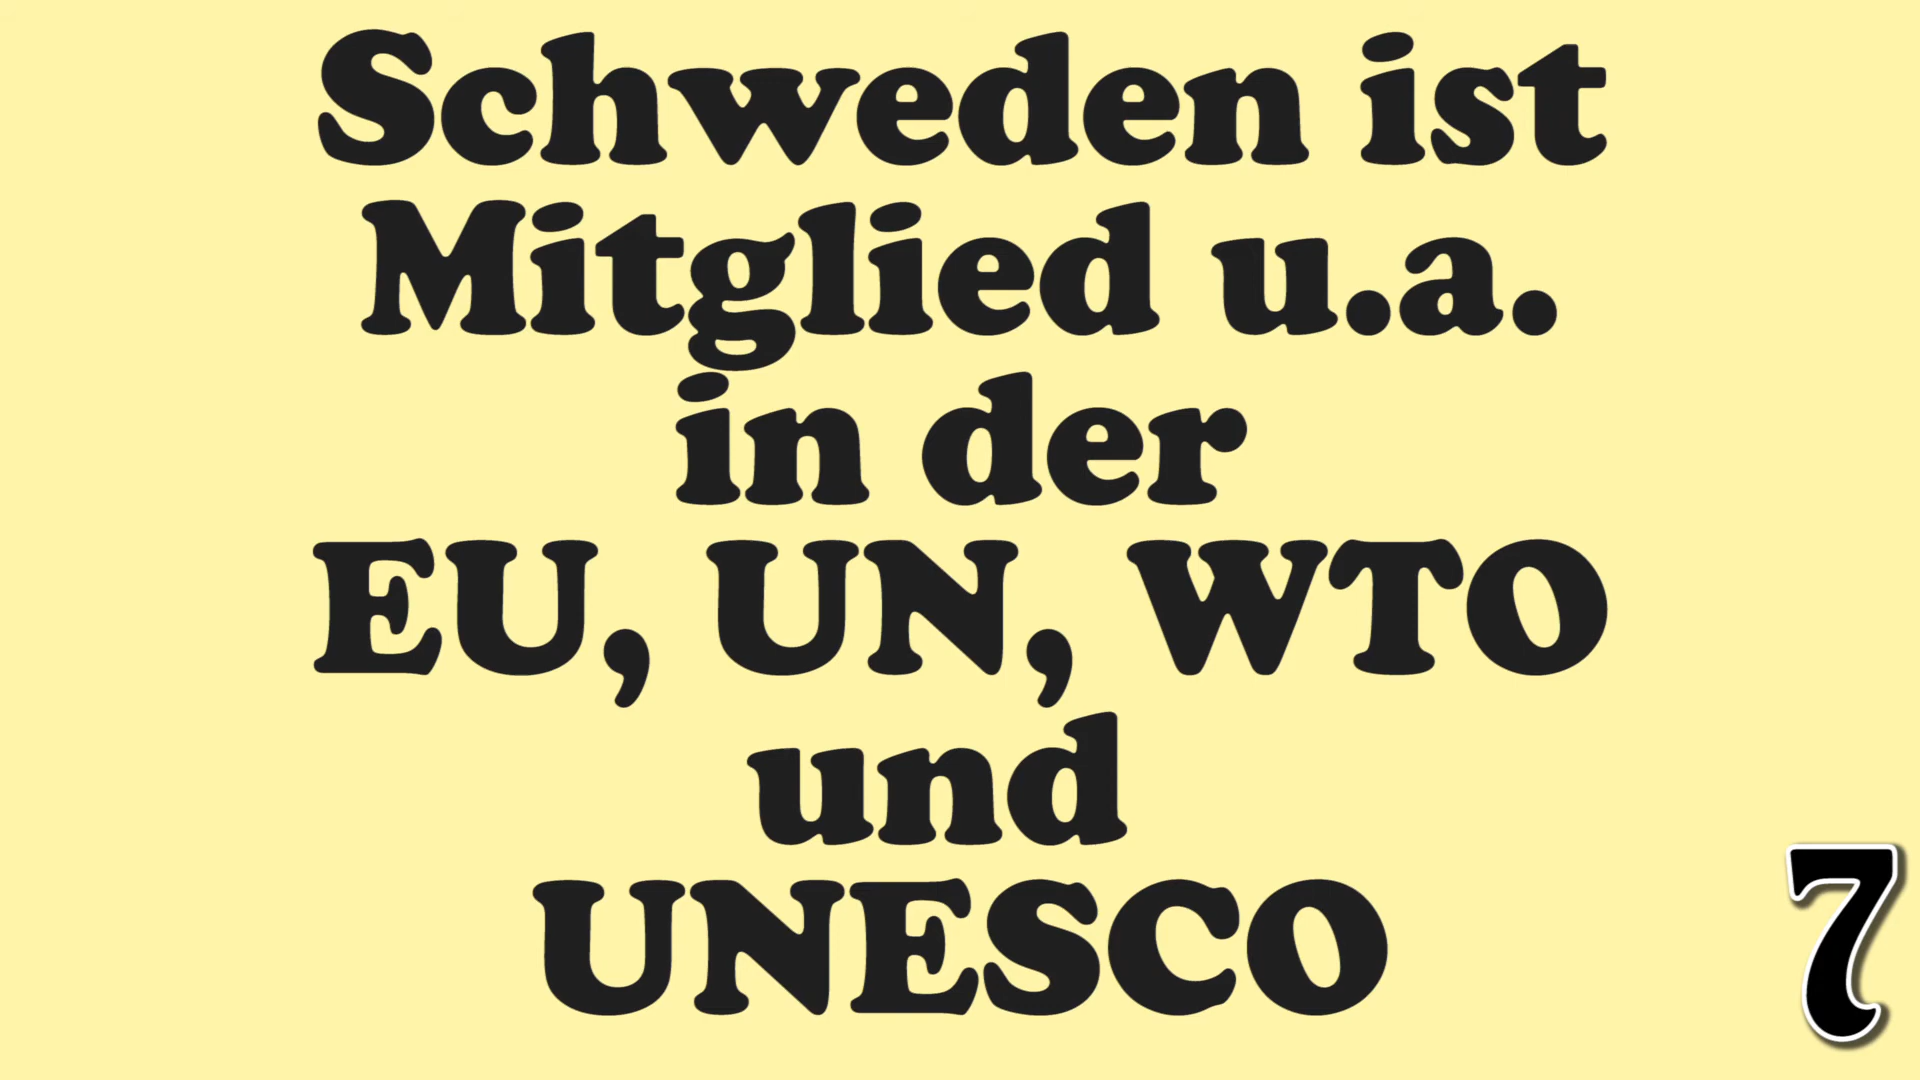 Schweden ist
Mitglied u.a.
in der
EU, UN, WTO
und
UNESCO
7